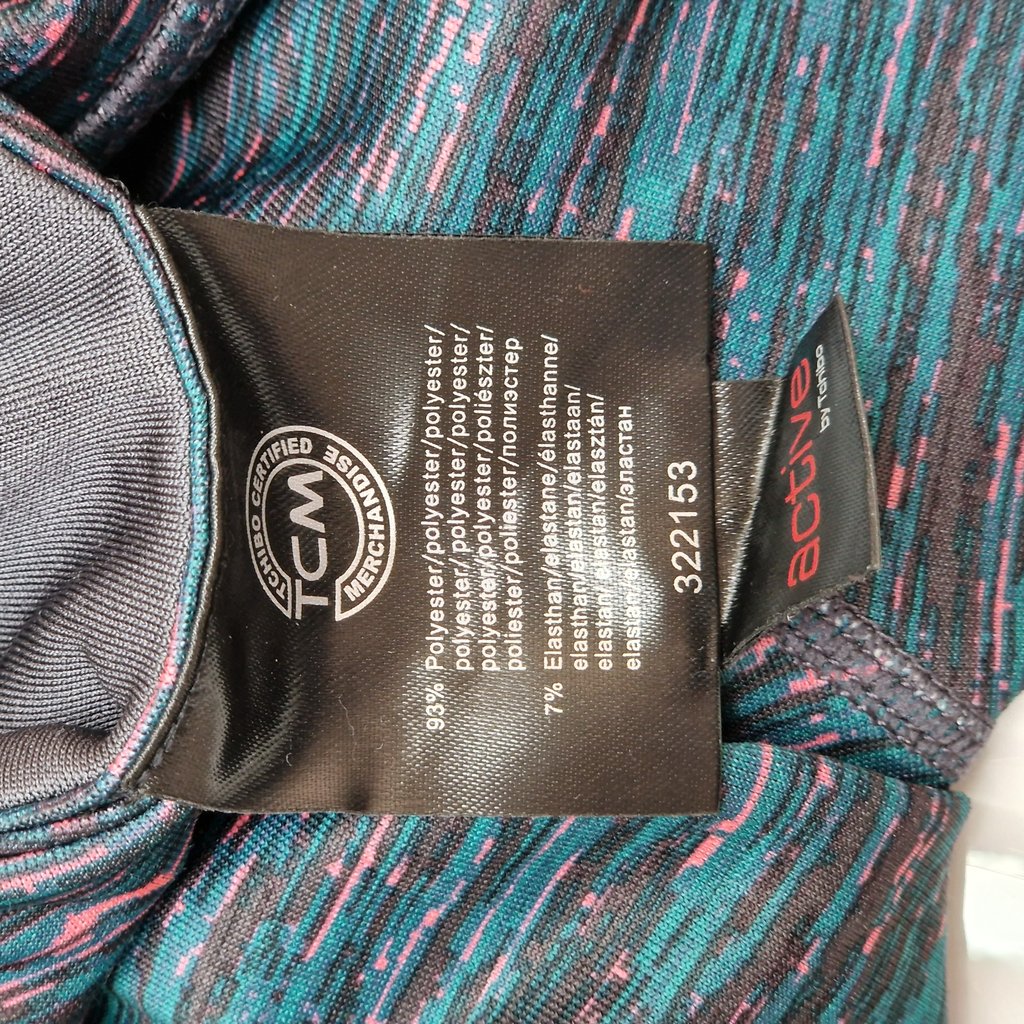 TCHIBO CERTIFIED
TCM
MERCHANDISE
93% Polyester/polyester/polyester/
polyester/ polyester/polyester/
polyester/polyester/poliészter/
poliester/poliester/полиэстер
7% Elasthan/elastane/élasthanne/
elasthan/elastan/elastaan/
elastan/elastan/elasztán/
elastan/elastan/эластан
322153
active
by Tchibo